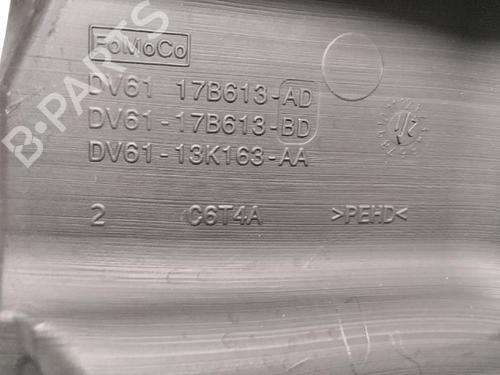 FoMoCo
DV61 17B613-AD
DV61-17B613-BD
DV61-13K163-AA
2 C6T4A >PEHD<
B-PARTS